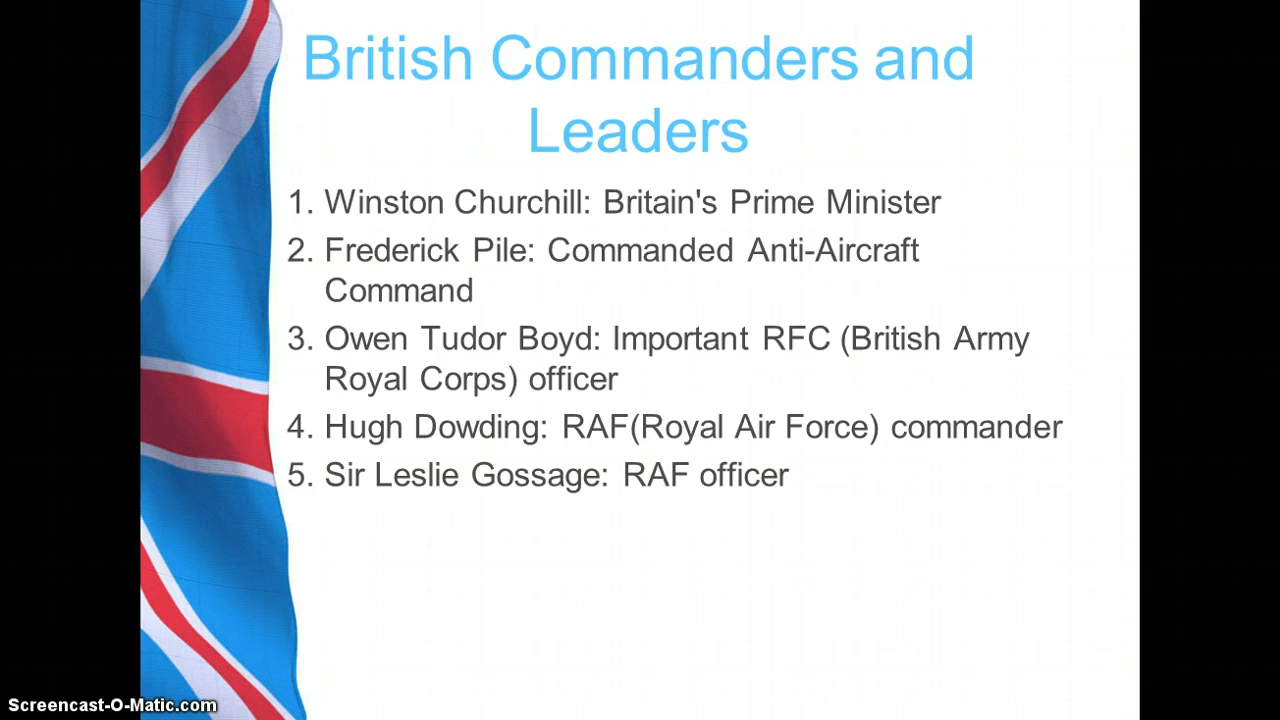 British Commanders and
Leaders
1. Winston Churchill: Britain's Prime Minister
2. Frederick Pile: Commanded Anti-Aircraft
Command
3. Owen Tudor Boyd: Important RFC (British Army
Royal Corps) officer
4. Hugh Dowding: RAF(Royal Air Force) commander
5. Sir Leslie Gossage: RAF officer
Screencast-O-Matic.com